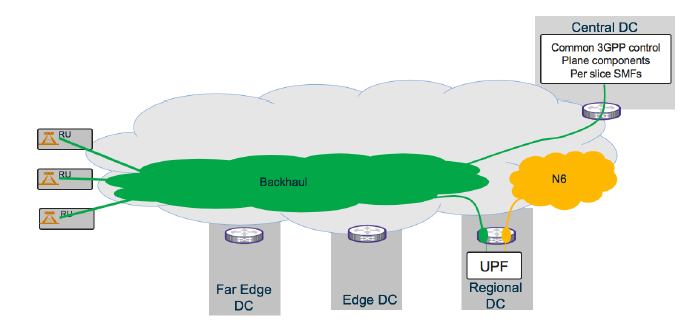 Central DC
Common 3GPP control
Plane components
Per slice SMFs
RU
RU
RU
Backhaul
N6
UPF
Far Edge
DC
Edge DC
Regional
DC